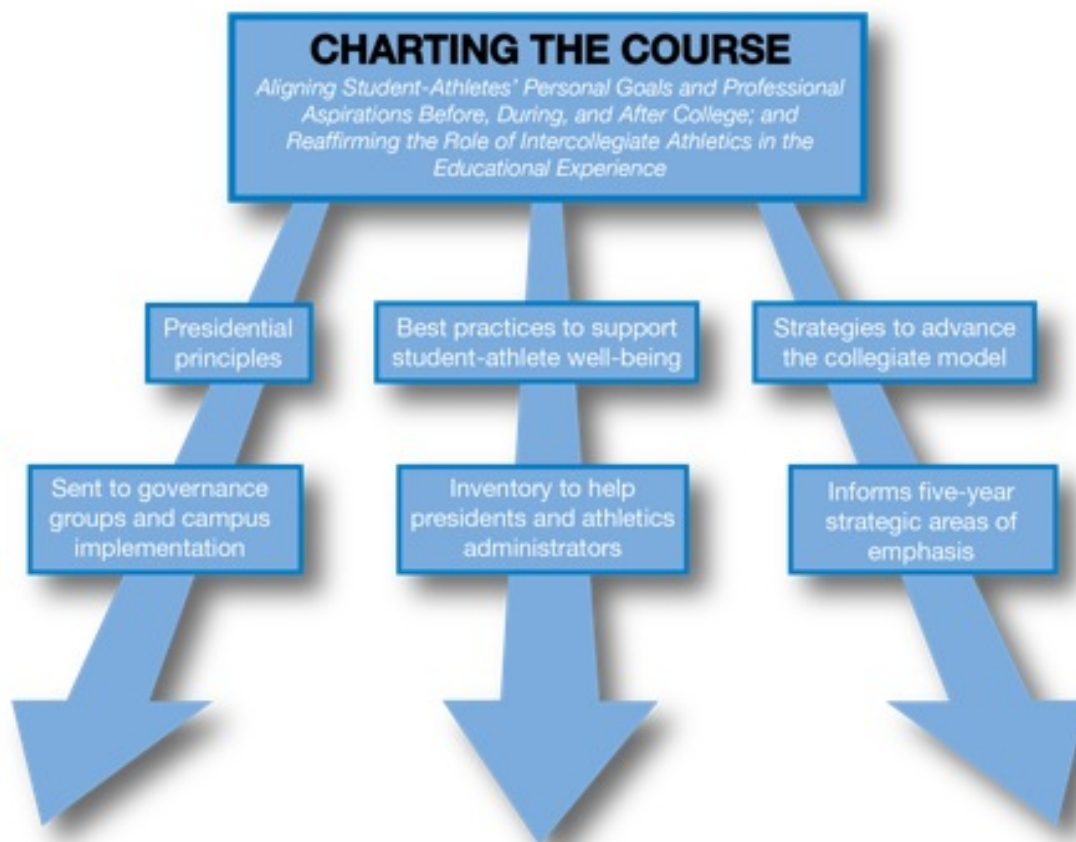 CHARTING THE COURSE
Aligning Student-Athletes' Personal Goals and Professional
Aspirations Before, During, and After College; and
Reaffirming the Role of Intercollegiate Athletics in the
Educational Experience
Presidential
principles
Best practices to support
student-athlete well-being
Strategies to advance
the collegiate model
Sent to governance
groups and campus
implementation
Inventory to help
presidents and athletics
administrators
Informs five-year
strategic areas of
emphasis